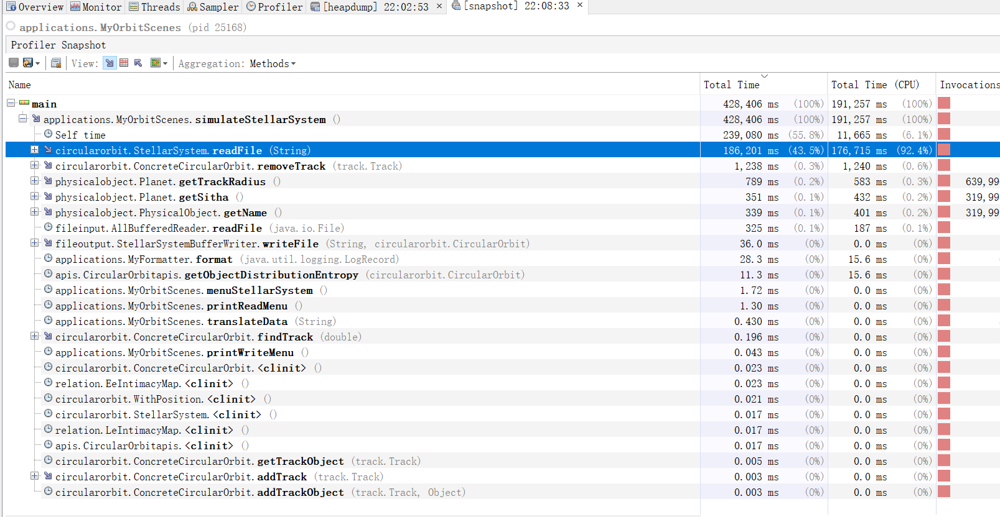 Overview Monitor Threads Sampler Profiler [heapdump] 22:02:53 × [snapshot] 22:08:33 ×
applications.MyOrbitScenes (pid 25168)
Profiler Snapshot
View: Aggregation: Methods
Name Total Time Total Time (CPU) Invocations
main 428,406 ms (100%) 191,257 ms (100%)
applications.MyOrbitScenes.simulateStellarSystem () 428,406 ms (100%) 191,257 ms (100%)
Self time 239,080 ms (55.8%) 11,665 ms (6.1%)
circularorbit.StellarSystem.readFile (String) 186,201 ms (43.5%) 176,715 ms (92.4%)
circularorbit.ConcreteCircularOrbit.removeTrack (track.Track) 1,238 ms (0.3%) 1,240 ms (0.6%)
physicalobject.Planet.getTrackRadius () 789 ms (0.2%) 583 ms (0.3%) 639,99
physicalobject.Planet.getSitha () 351 ms (0.1%) 432 ms (0.2%) 319,99
physicalobject.PhysicalObject.getName () 339 ms (0.1%) 401 ms (0.2%) 319,99
fileinput.AllBufferedReader.readFile (java.io.File) 325 ms (0.1%) 187 ms (0.1%)
fileoutput.StellarSystemBufferWriter.writeFile (String, circularorbit.CircularOrbit) 36.0 ms (0%) 0.0 ms (0%)
applications.MyFormatter.format (java.util.logging.LogRecord) 28.3 ms (0%) 15.6 ms (0%)
apis.CircularOrbitapis.getObjectDistributionEntropy (circularorbit.CircularOrbit) 11.3 ms (0%) 15.6 ms (0%)
applications.MyOrbitScenes.menuStellarSystem () 1.72 ms (0%) 0.0 ms (0%)
applications.MyOrbitScenes.printReadMenu () 1.30 ms (0%) 0.0 ms (0%)
applications.MyOrbitScenes.translateData (String) 0.430 ms (0%) 0.0 ms (0%)
circularorbit.ConcreteCircularOrbit.findTrack (double) 0.196 ms (0%) 0.0 ms (0%)
applications.MyOrbitScenes.printWriteMenu () 0.043 ms (0%) 0.0 ms (0%)
circularorbit.ConcreteCircularOrbit.<clinit> () 0.023 ms (0%) 0.0 ms (0%)
relation.EeIntimacyMap.<clinit> () 0.023 ms (0%) 0.0 ms (0%)
circularorbit.WithPosition.<clinit> () 0.021 ms (0%) 0.0 ms (0%)
circularorbit.StellarSystem.<clinit> () 0.017 ms (0%) 0.0 ms (0%)
relation.LeIntimacyMap.<clinit> () 0.017 ms (0%) 0.0 ms (0%)
apis.CircularOrbitapis.<clinit> () 0.017 ms (0%) 0.0 ms (0%)
circularorbit.ConcreteCircularOrbit.getTrackObject (track.Track) 0.005 ms (0%) 0.0 ms (0%)
circularorbit.ConcreteCircularOrbit.addTrack (track.Track) 0.003 ms (0%) 0.0 ms (0%)
circularorbit.ConcreteCircularOrbit.addTrackObject (track.Track, Object) 0.003 ms (0%) 0.0 ms (0%)